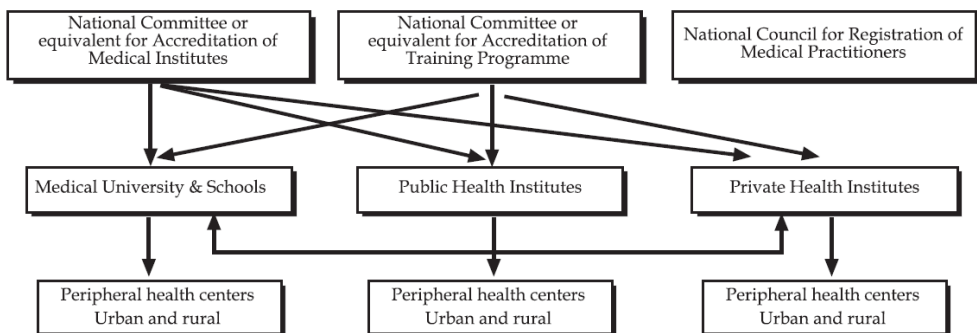 National Committee or
equivalent for Accreditation of
Medical Institutes
National Committee or
equivalent for Accreditation of
Training Programme
National Council for Registration of
Medical Practitioners
Medical University & Schools
Public Health Institutes
Private Health Institutes
Peripheral health centers
Urban and rural
Peripheral health centers
Urban and rural
Peripheral health centers
Urban and rural